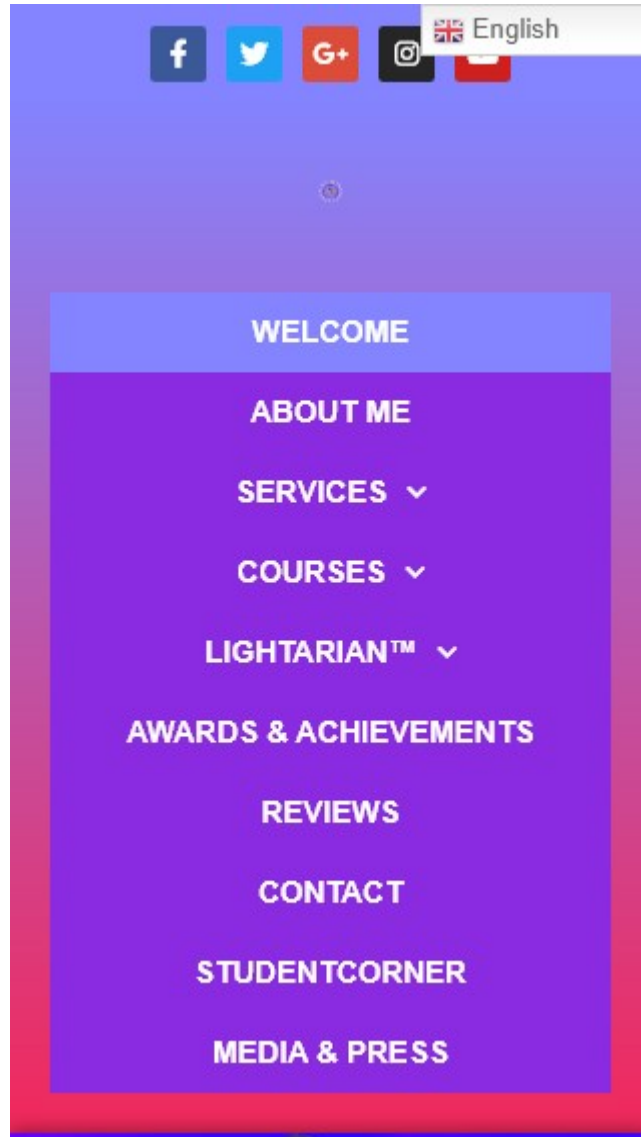 f G+ English
WELCOME
ABOUT ME
SERVICES
COURSES
LIGHTARIAN™
AWARDS & ACHIEVEMENTS
REVIEWS
CONTACT
STUDENTCORNER
MEDIA & PRESS